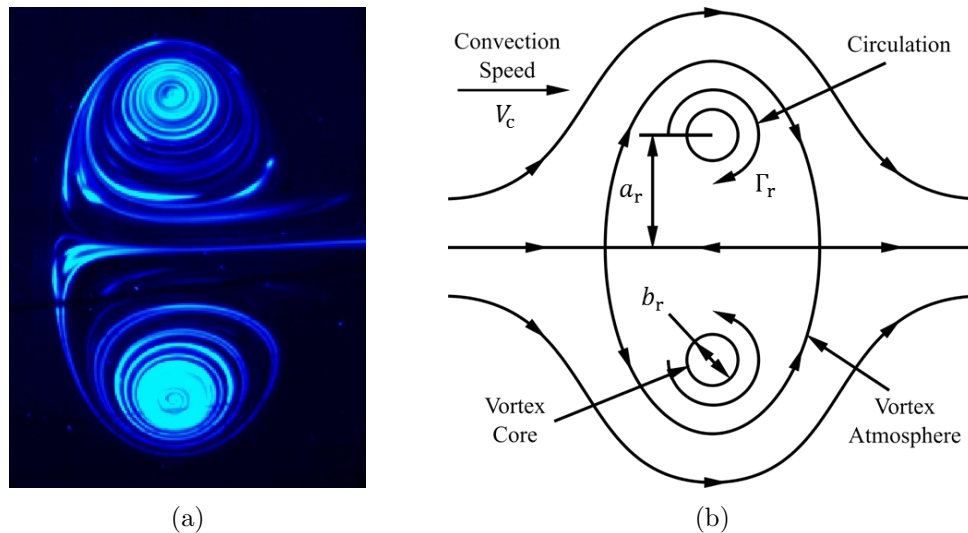 Convection
Speed
V_c
Circulation
a_r
Γ_r
b_r
Vortex
Core
Vortex
Atmosphere
(a)
(b)